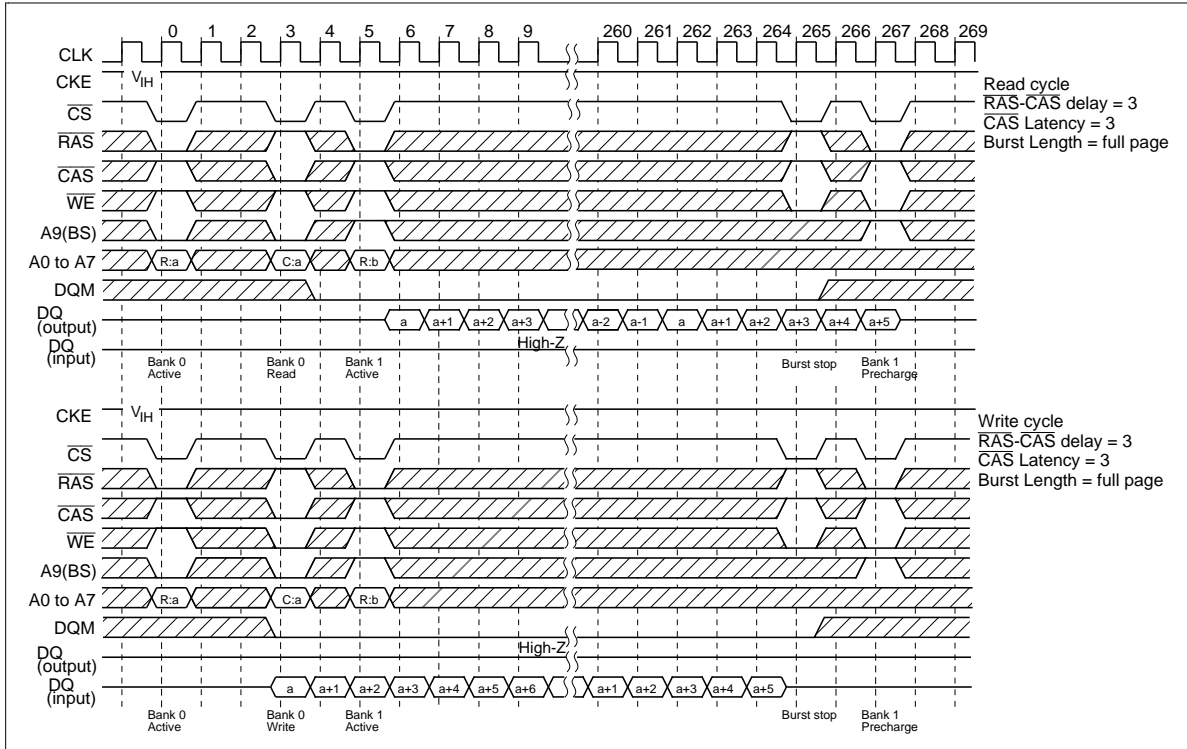 0 1 2 3 4 5 6 7 8 9 260 261 262 263 264 265 266 267 268 269
CLK
CKE VIH
CS
RAS
CAS
WE
A9(BS)
A0 to A7 R:a C:a R:b
DQM
DQ (output) a a+1 a+2 a+3 a-2 a-1 a a+1 a+2 a+3 a+4 a+5
High-Z
DQ (input)
Bank 0 Active
Bank 0 Read
Bank 1 Active
Burst stop
Bank 1 Precharge
Read cycle
RAS-CAS delay = 3
CAS Latency = 3
Burst Length = full page
CKE VIH
CS
RAS
CAS
WE
A9(BS)
A0 to A7 R:a C:a R:b
DQM
High-Z
DQ (output)
DQ (input) a a+1 a+2 a+3 a+4 a+5 a+6 a+1 a+2 a+3 a+4 a+5
Bank 0 Active
Bank 0 Write
Bank 1 Active
Burst stop
Bank 1 Precharge
Write cycle
RAS-CAS delay = 3
CAS Latency = 3
Burst Length = full page